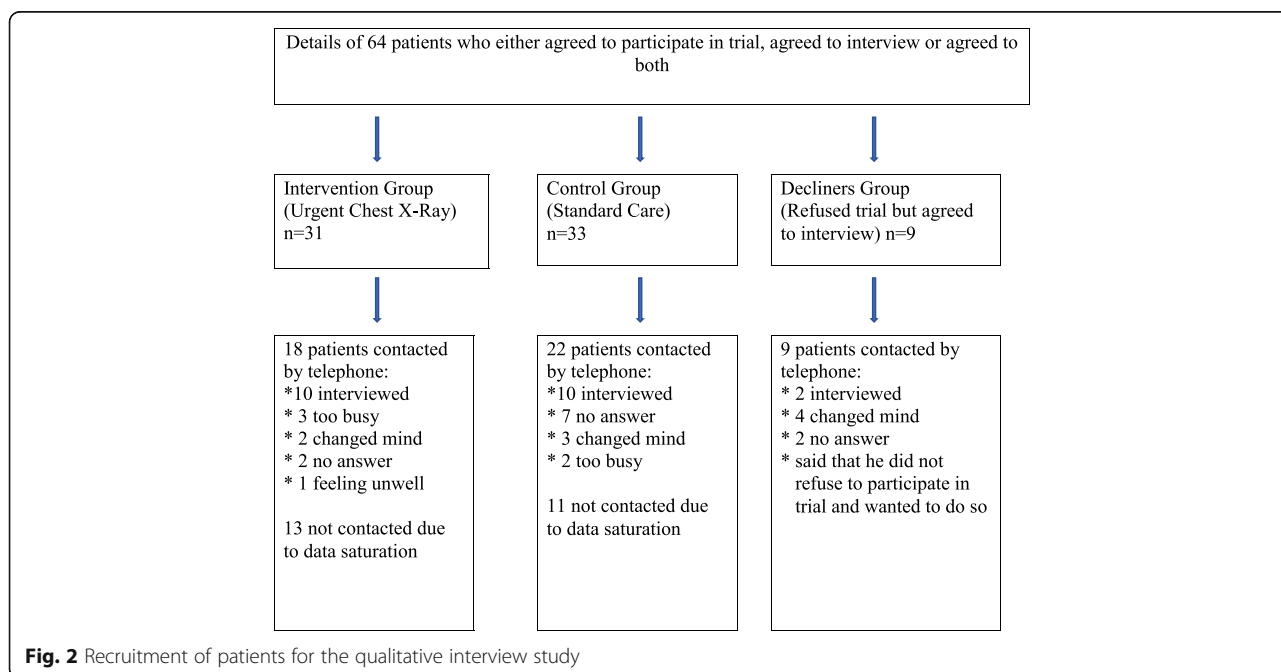 Details of 64 patients who either agreed to participate in trial, agreed to interview or agreed to
both
Intervention Group
(Urgent Chest X-Ray)
n=31
Control Group
(Standard Care)
n=33
Decliners Group
(Refused trial but agreed
to interview) n=9
18 patients contacted
by telephone:
*10 interviewed
* 3 too busy
* 2 changed mind
* 2 no answer
* 1 feeling unwell
13 not contacted due
to data saturation
22 patients contacted
by telephone:
*10 interviewed
* 7 no answer
* 3 changed mind
* 2 too busy
11 not contacted due
to data saturation
9 patients contacted by
telephone:
* 2 interviewed
* 4 changed mind
* 2 no answer
* said that he did not
refuse to participate in
trial and wanted to do so
Fig. 2 Recruitment of patients for the qualitative interview study